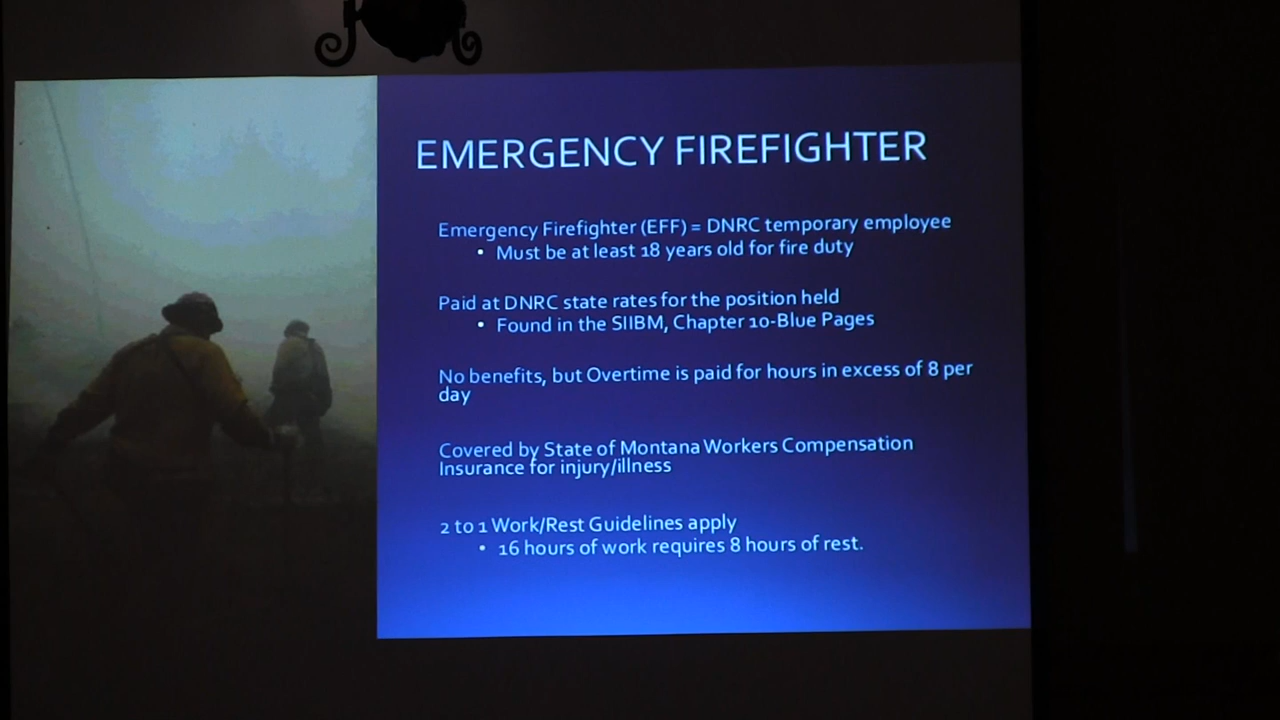 EMERGENCY FIREFIGHTER
Emergency Firefighter (EFF) = DNRC temporary employee
• Must be at least 18 years old for fire duty
Paid at DNRC state rates for the position held
• Found in the SIIBM, Chapter 10-Blue Pages
No benefits, but Overtime is paid for hours in excess of 8 per
day
Covered by State of Montana Workers Compensation
Insurance for injury/illness
2 to 1 Work/Rest Guidelines apply
• 16 hours of work requires 8 hours of rest.